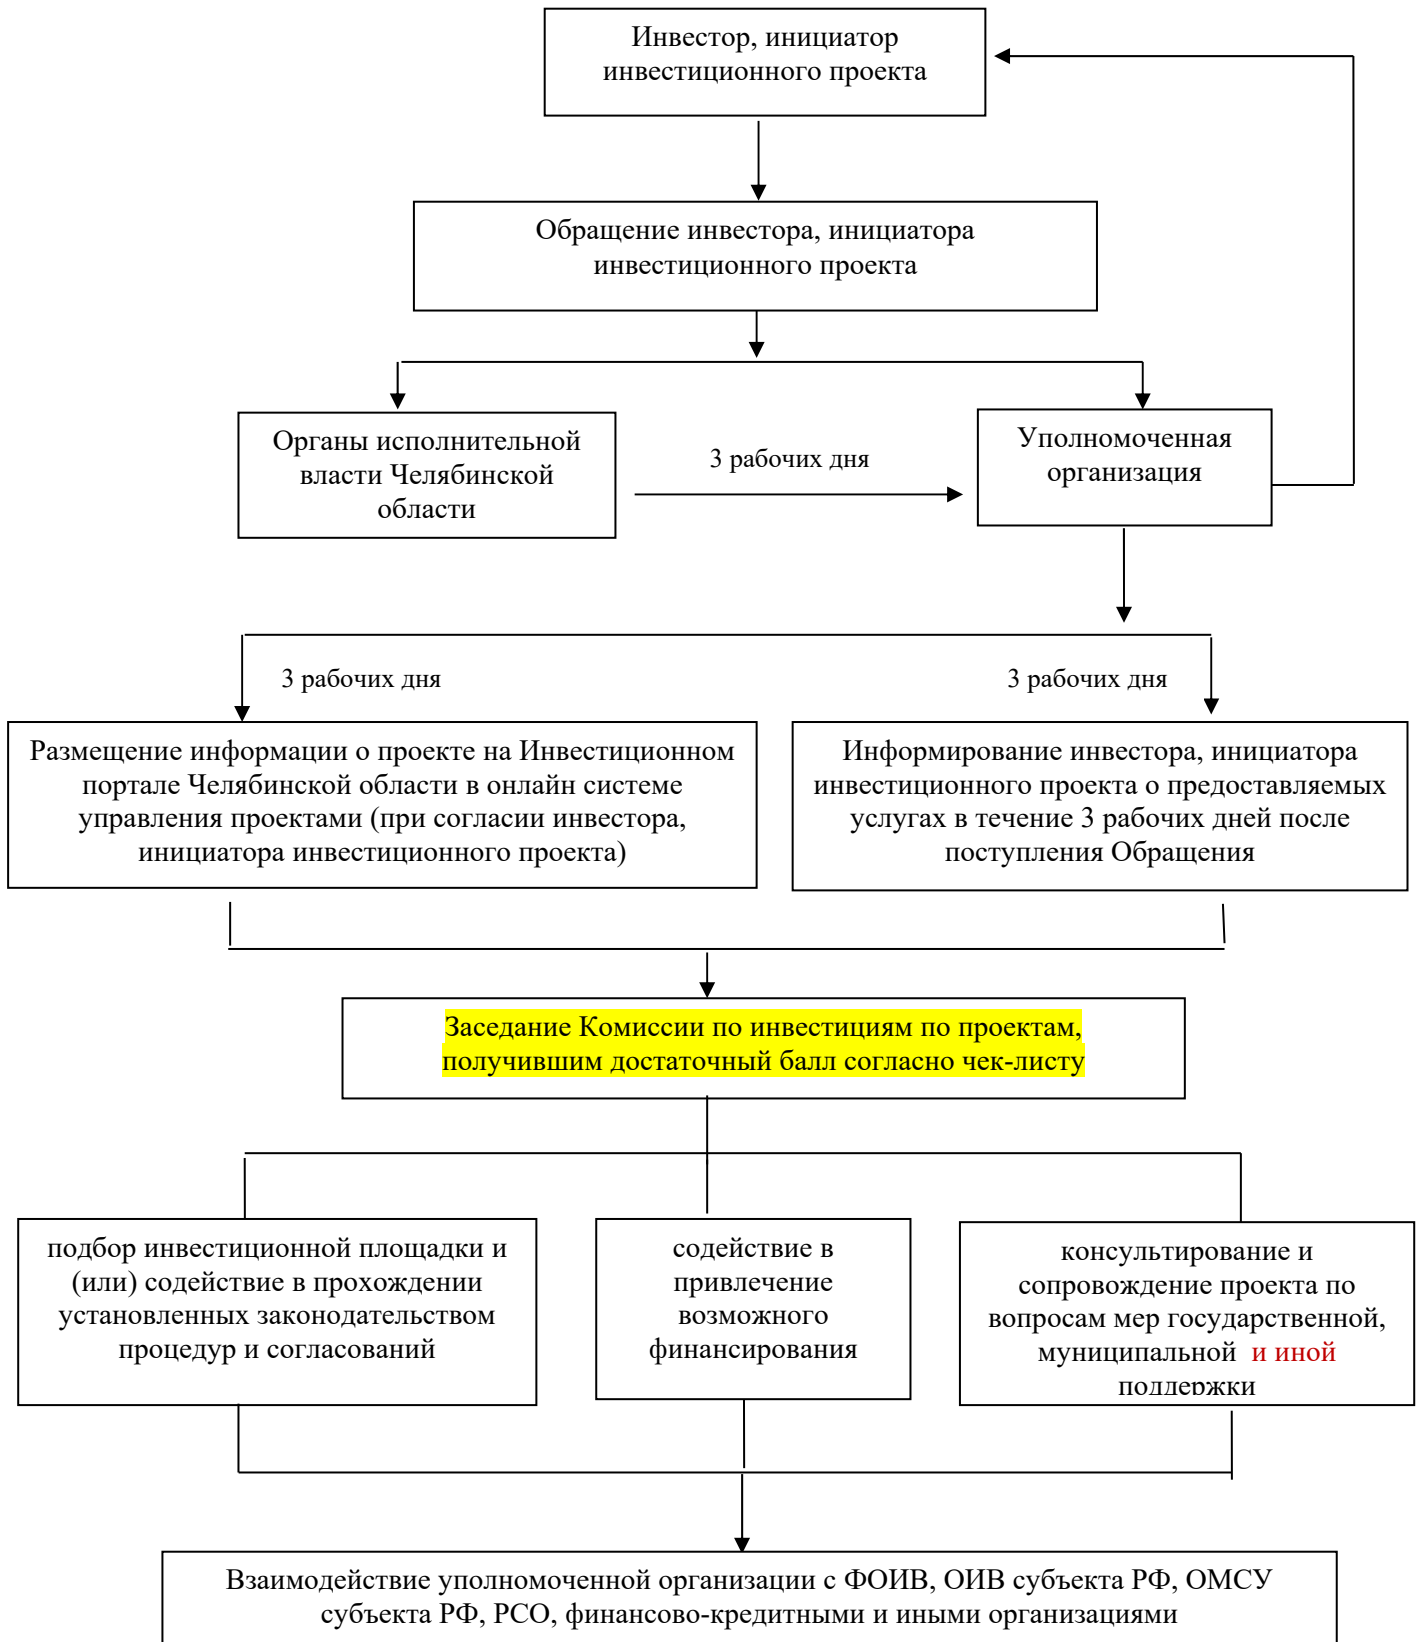 Инвестор, инициатор
инвестиционного проекта
Обращение инвестора, инициатора
инвестиционного проекта
Органы исполнительной
власти Челябинской
области
3 рабочих дня
Уполномоченная
организация
3 рабочих дня
3 рабочих дня
Размещение информации о проекте на Инвестиционном
портале Челябинской области в онлайн системе
управления проектами (при согласии инвестора,
инициатора инвестиционного проекта)
Информирование инвестора, инициатора
инвестиционного проекта о предоставляемых
услугах в течение 3 рабочих дней после
поступления Обращения
Заседание Комиссии по инвестициям по проектам,
получившим достаточный балл согласно чек-листу
подбор инвестиционной площадки и
(или) содействие в прохождении
установленных законодательством
процедур и согласований
содействие в
привлечение
возможного
финансирования
консультирование и
сопровождение проекта по
вопросам мер государственной,
муниципальной и иной
поддержки
Взаимодействие уполномоченной организации с ФОИВ, ОИВ субъекта РФ, ОМСУ
субъекта РФ, РСО, финансово-кредитными и иными организациями